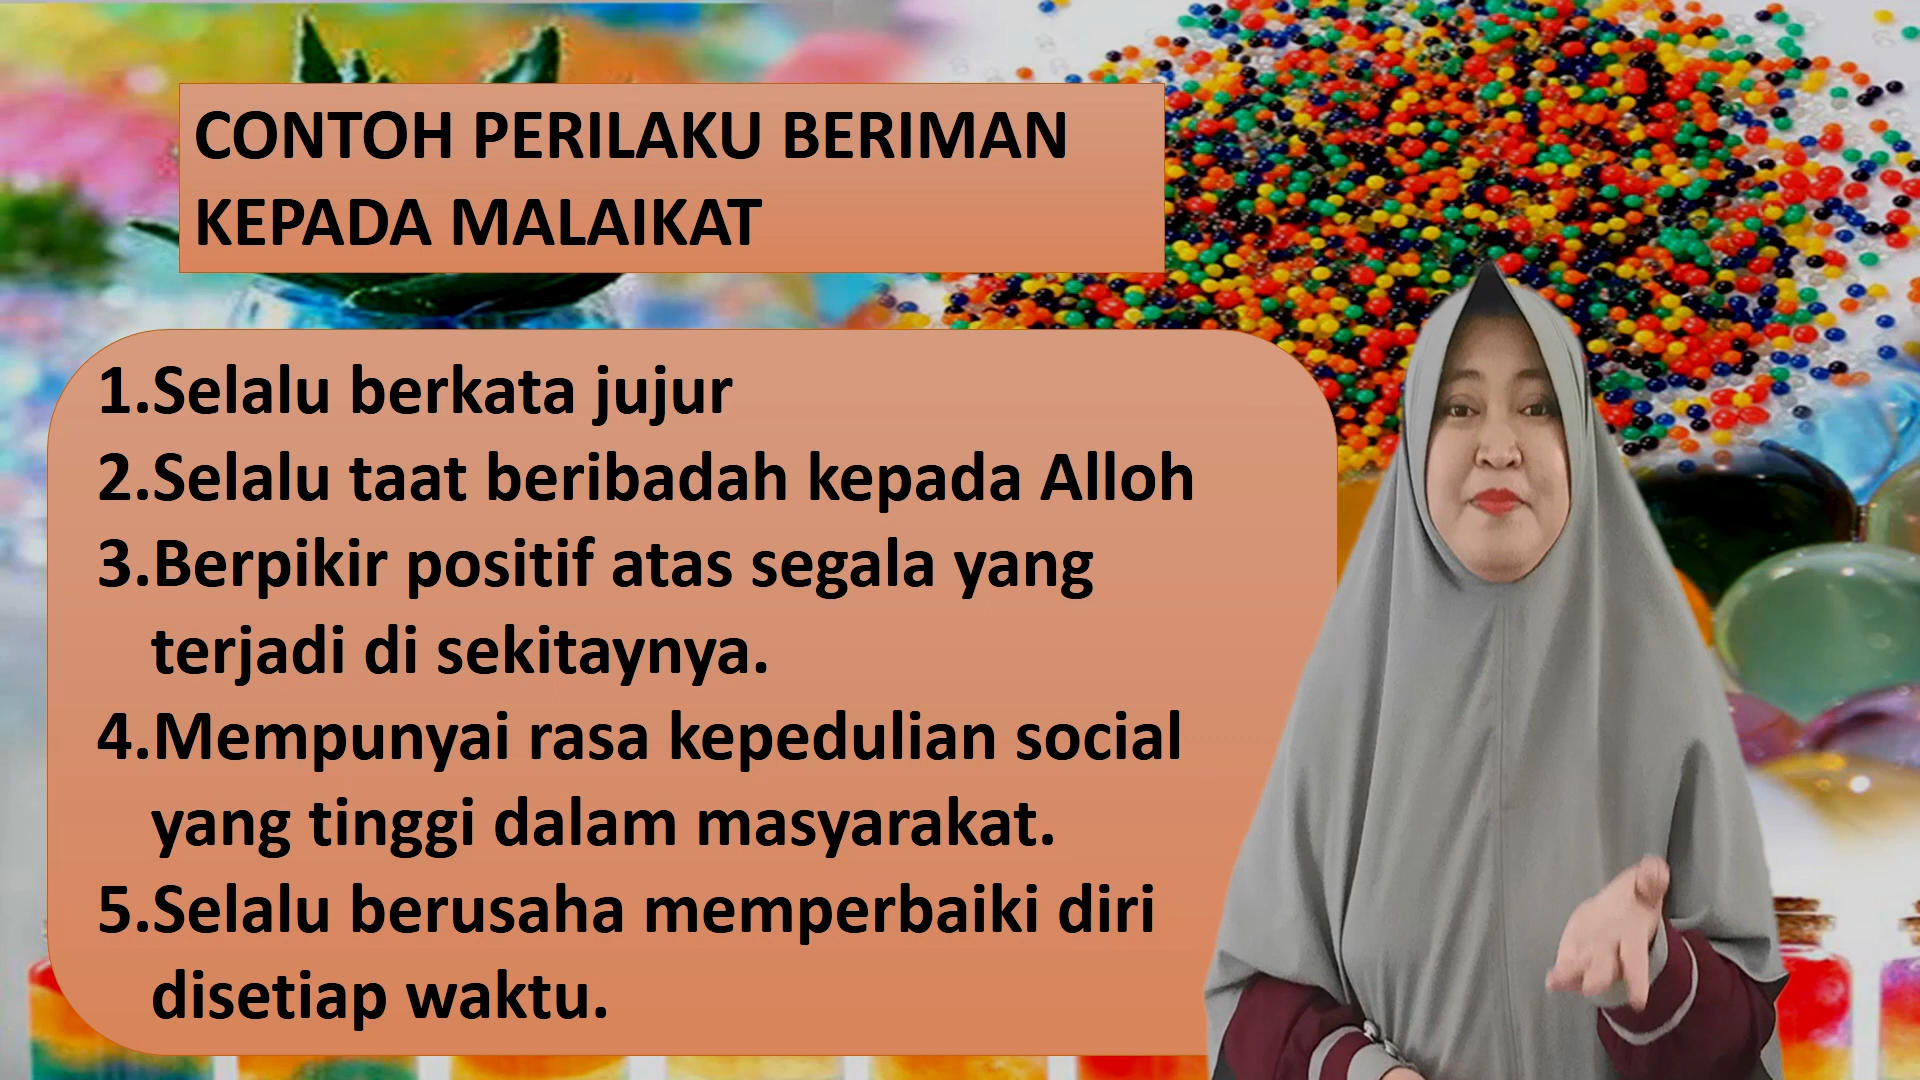 CONTOH PERILAKU BERIMAN
KEPADA MALAIKAT
1.Selalu berkata jujur
2.Selalu taat beribadah kepada Alloh
3.Berpikir positif atas segala yang
terjadi di sekitaynya.
4.Mempunyai rasa kepedulian social
yang tinggi dalam masyarakat.
5.Selalu berusaha memperbaiki diri
disetiap waktu.